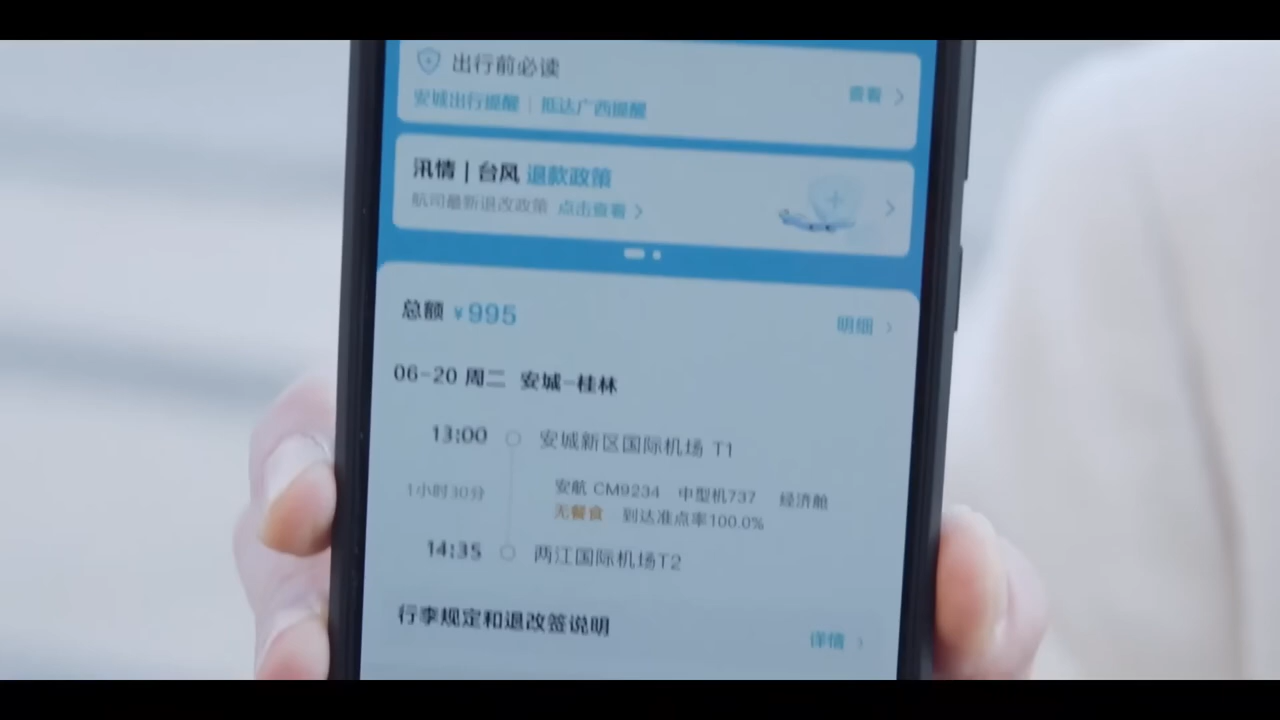 出行前必读
安城出行提醒 | 抵达广西提醒
查看 >
汛情 | 台风 退款政策
航司最新退改政策 点击查看 >
总额 ¥995
明细 >
06-20 周二 安城-桂林
13:00 安城新区国际机场 T1
1小时30分
安航 CM9234 中型机737 经济舱
无餐食 到达准点率100.0%
14:35 两江国际机场T2
行李规定和退改签说明
详情 >